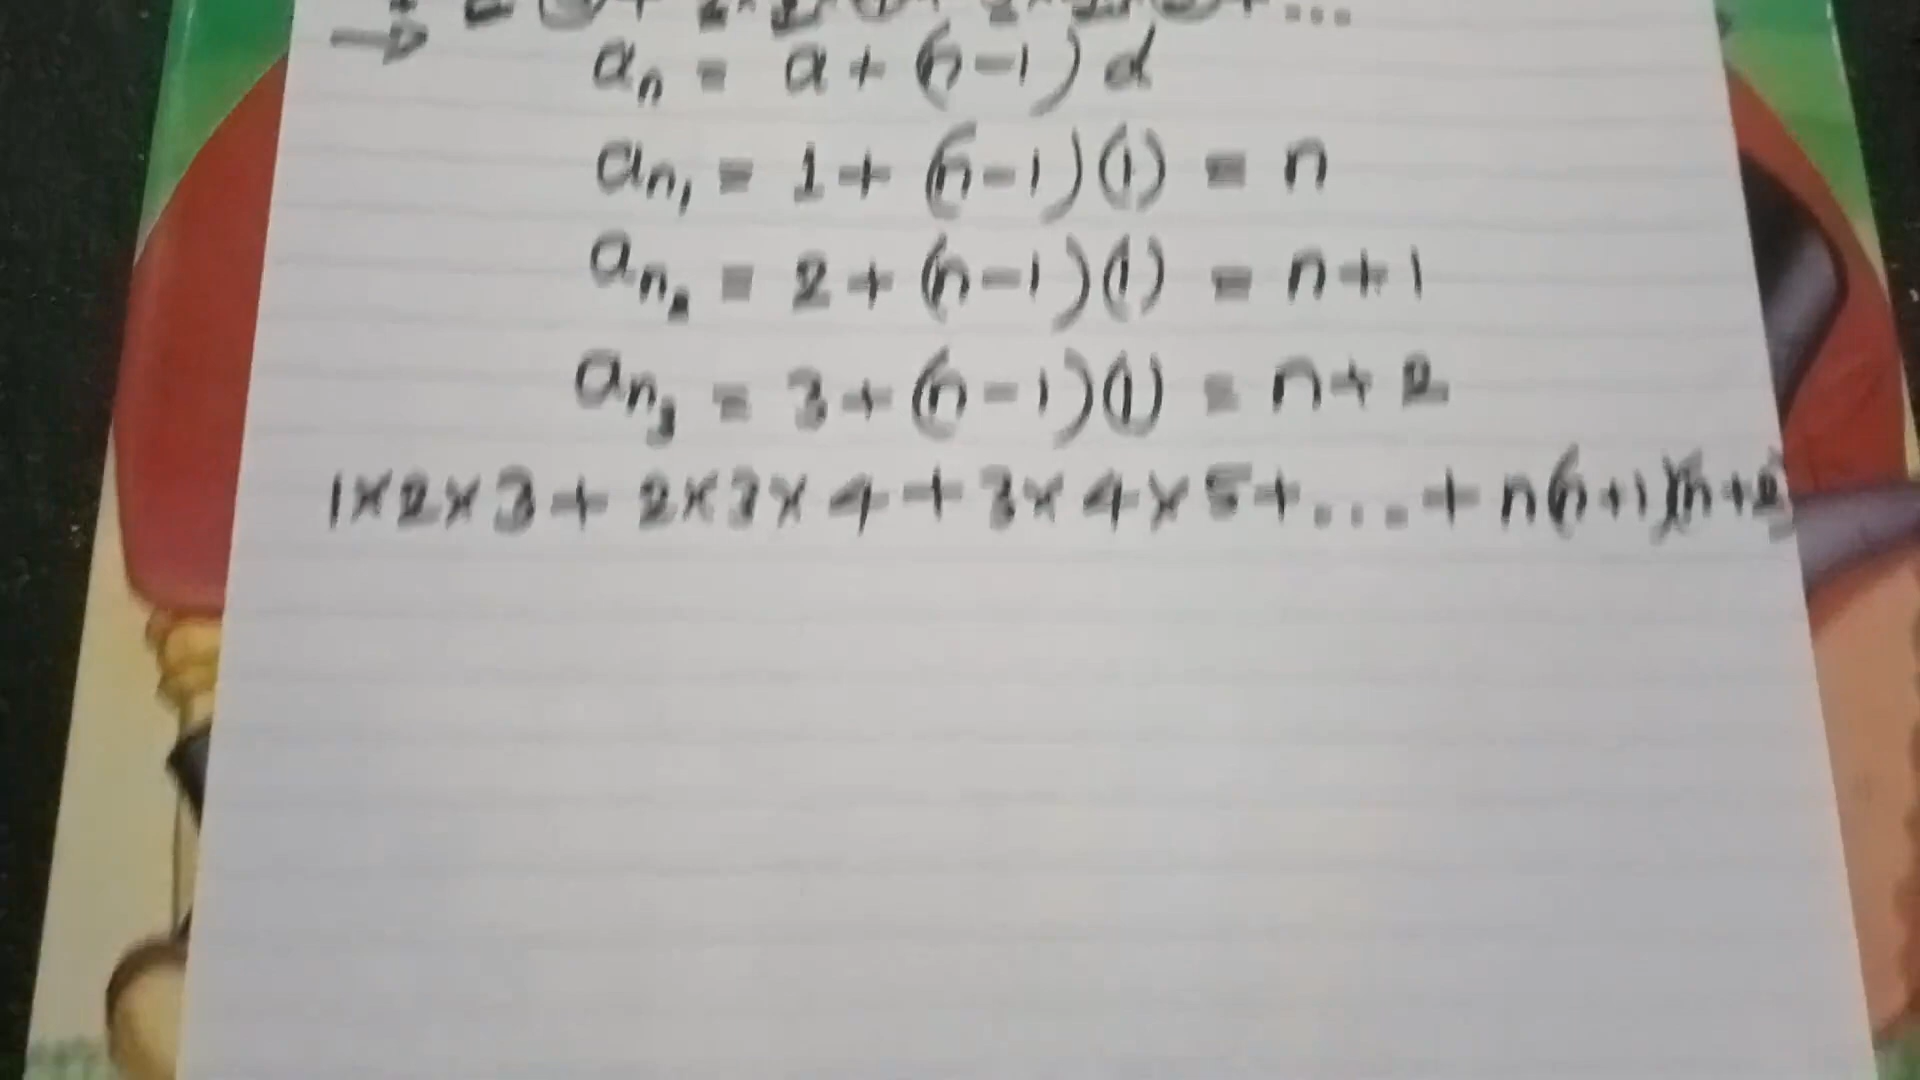 aₙ = a + (n-1) d
aₙ₁ = 1 + (n-1)(1) = n
aₙ₂ = 2 + (n-1)(1) = n+1
aₙ₃ = 3 + (n-1)(1) = n+2
1×2×3 + 2×3×4 + 3×4×5 + ... + n(n+1)(n+2)